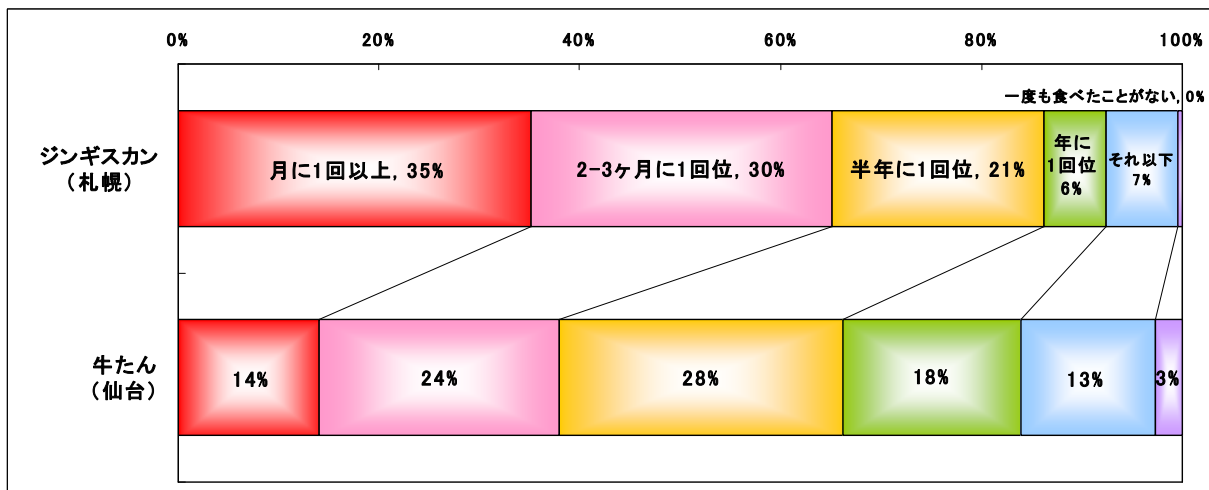 0% 20% 40% 60% 80% 100%
一度も食べたことがない, 0%
ジンギスカン
(札幌)
月に1回以上, 35%
2-3ヶ月に1回位, 30%
半年に1回位, 21%
年に
1回位
6%
それ以下
7%
牛たん
(仙台)
14%
24%
28%
18%
13%
3%